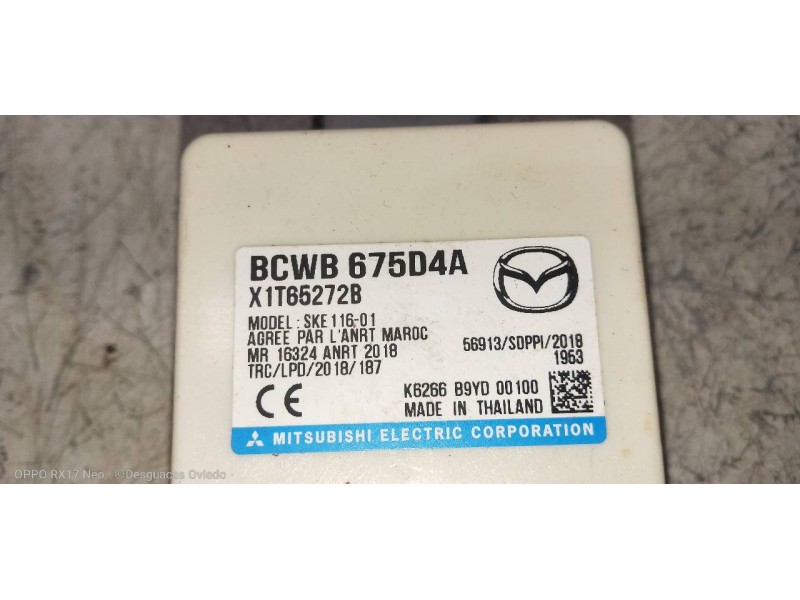 BCWB 675D4A
X1T65272B
MODEL: SKE116-01
AGREE PAR L'ANRT MAROC
MR 16324 ANRT 2018
TRC/LPD/2018/187
56913/SDPPI/2018
1953
K6266 B9YD 00100
MADE IN THAILAND
CE
MITSUBISHI ELECTRIC CORPORATION
OPPO RX17 Neo ©Desguaces Oviedo